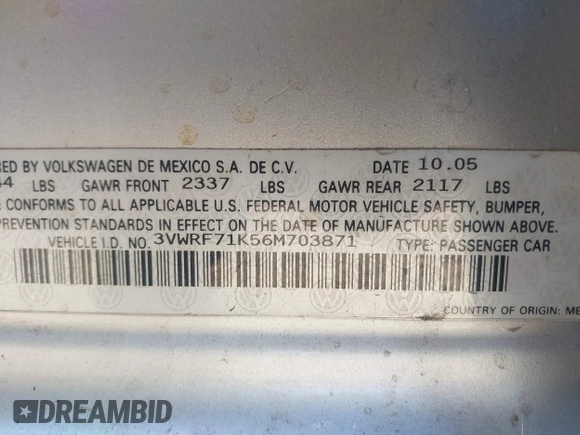 RED BY VOLKSWAGEN DE MEXICO S.A. DE C.V. DATE 10.05
44 LBS GAWR FRONT 2337 LBS GAWR REAR 2117 LBS
CONFORMS TO ALL APPLICABLE U.S. FEDERAL MOTOR VEHICLE SAFETY, BUMPER,
PREVENTION STANDARDS IN EFFECT ON THE DATE OF MANUFACTURE SHOWN ABOVE.
VEHICLE I.D. NO. 3VWRF71K56M703871 TYPE: PASSENGER CAR
COUNTRY OF ORIGIN: ME
DREAMBID